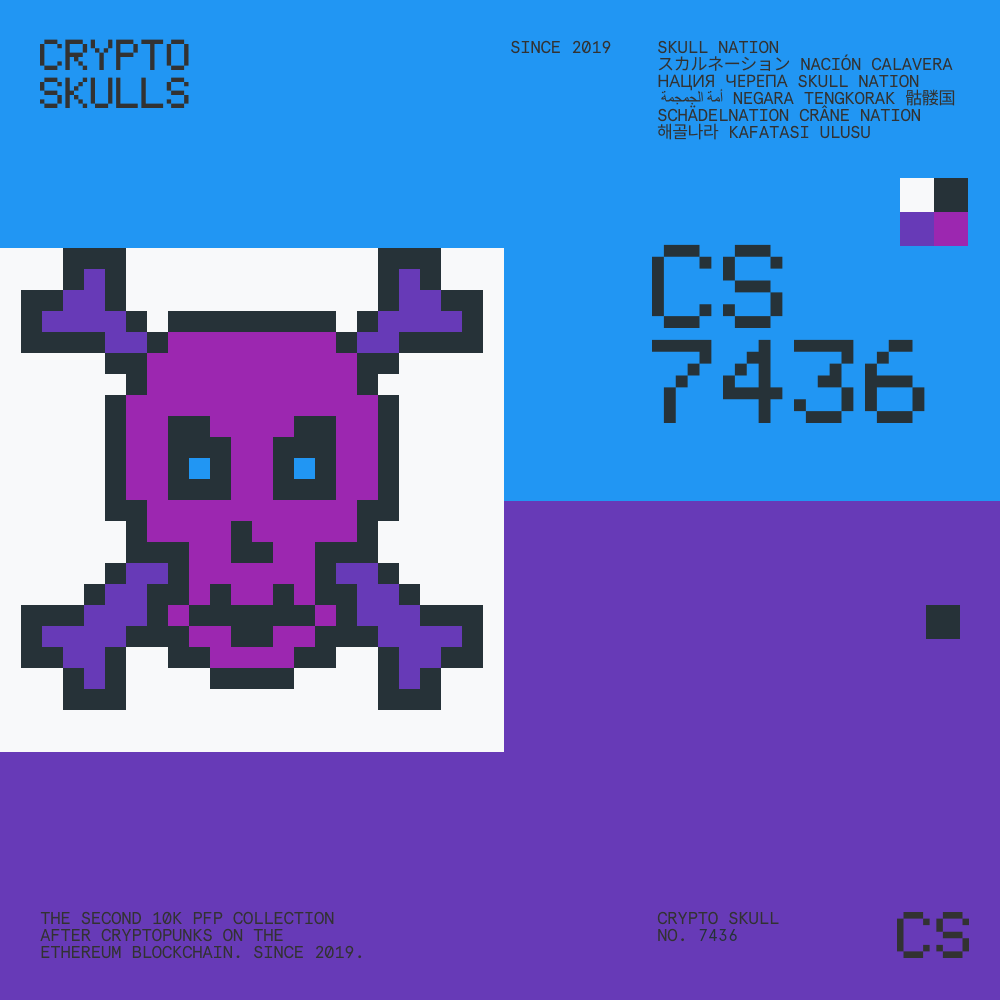 CRYPTO
SKULLS
SINCE 2019
SKULL NATION
スカルネーション NACIÓN CALAVERA
НАЦИЯ ЧЕРЕПА SKULL NATION
أمة الجمجمة NEGARA TENGKORAK 骷髅国
SCHÄDELNATION CRÂNE NATION
해골나라 KAFATASI ULUSU
CS
7436
THE SECOND 10K PFP COLLECTION
AFTER CRYPTOPUNKS ON THE
ETHEREUM BLOCKCHAIN. SINCE 2019.
CRYPTO SKULL
NO. 7436
CS